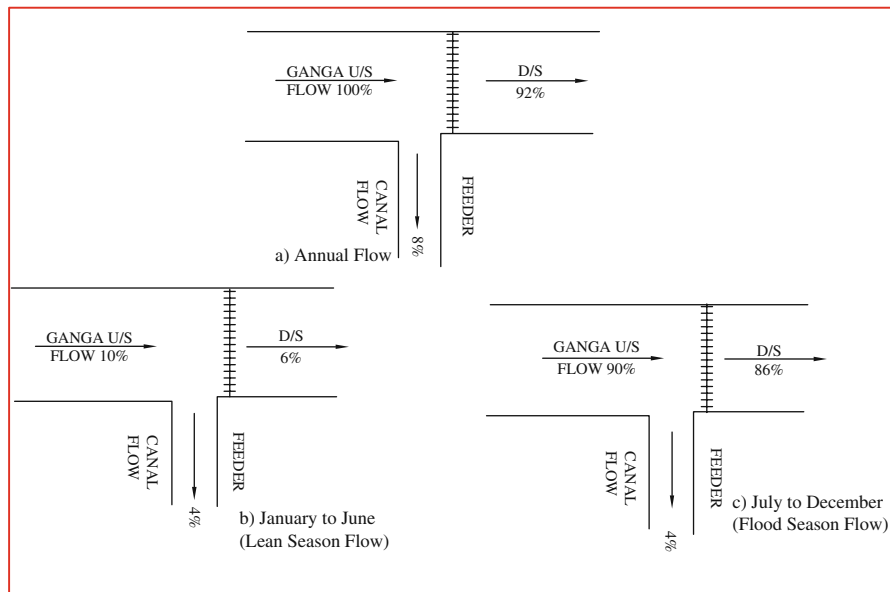 GANGA U/S
FLOW 100%
D/S
92%
CANAL
FLOW
FEEDER
8%
a) Annual Flow
GANGA U/S
FLOW 10%
D/S
6%
CANAL
FLOW
FEEDER
4%
b) January to June
(Lean Season Flow)
GANGA U/S
FLOW 90%
D/S
86%
CANAL
FLOW
FEEDER
4%
c) July to December
(Flood Season Flow)